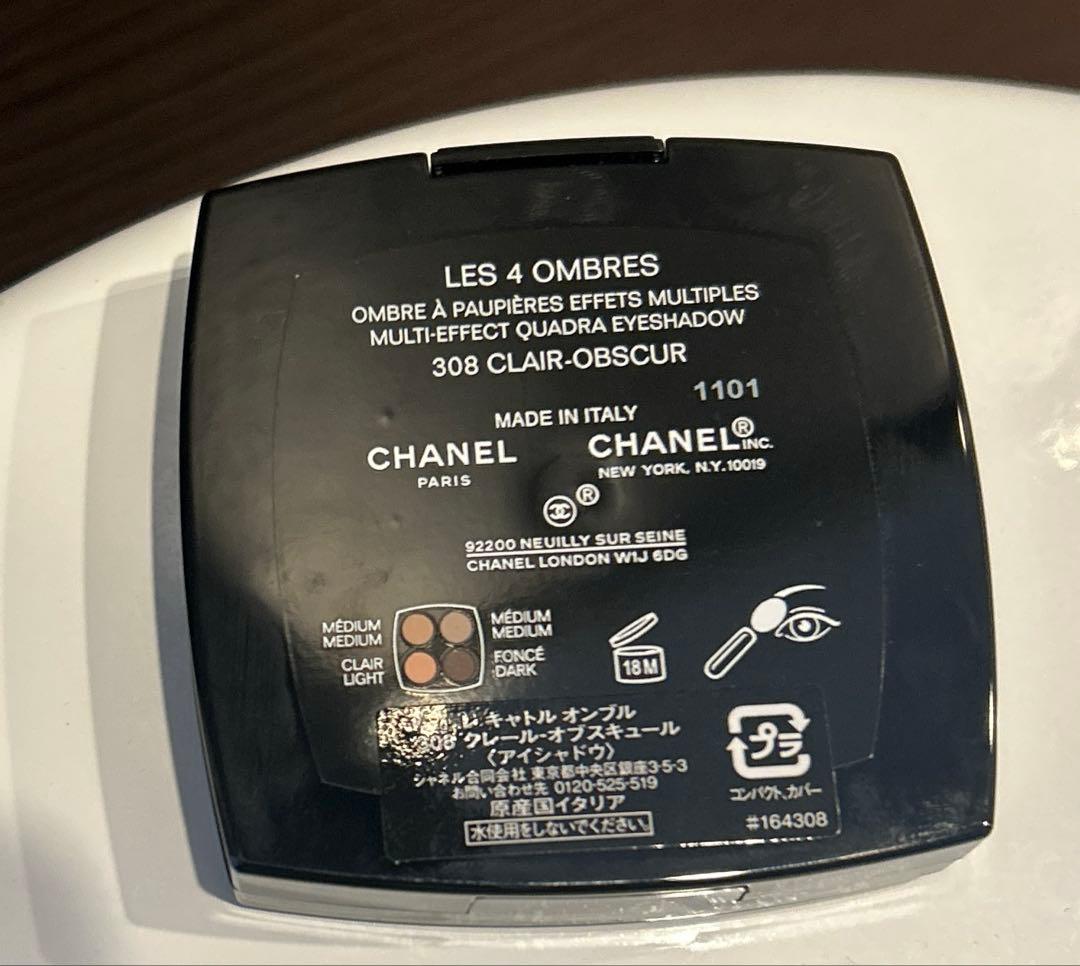 LES 4 OMBRES
OMBRE À PAUPIÈRES EFFETS MULTIPLES
MULTI-EFFECT QUADRA EYESHADOW
308 CLAIR-OBSCUR
1101
MADE IN ITALY
CHANEL
PARIS
CHANEL® INC.
NEW YORK, N.Y. 10019
®
92200 NEUILLY SUR SEINE
CHANEL LONDON W1J 6DG
MÉDIUM
MEDIUM
CLAIR
LIGHT
MÉDIUM
MEDIUM
FONCÉ
DARK
18M
レ キャトル オンブル
308 クレール-オブスキュール
〈アイシャドウ〉
シャネル合同会社 東京都中央区銀座3-5-3
お問い合わせ先 0120-525-519
原産国イタリア
水使用をしないでください。
プラ
コンパクト、カバー
#164308